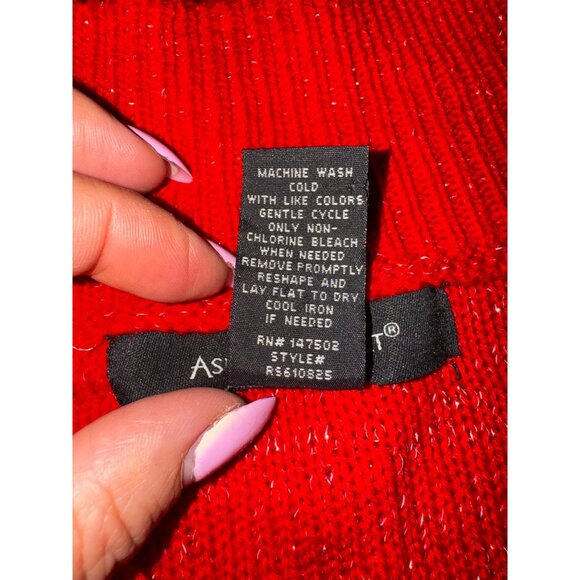 MACHINE WASH
COLD
WITH LIKE COLORS
GENTLE CYCLE
ONLY NON-
CHLORINE BLEACH
WHEN NEEDED
REMOVE PROMPTLY
RESHAPE AND
LAY FLAT TO DRY
COOL IRON
IF NEEDED
RN# 147502
STYLE#
RS610825